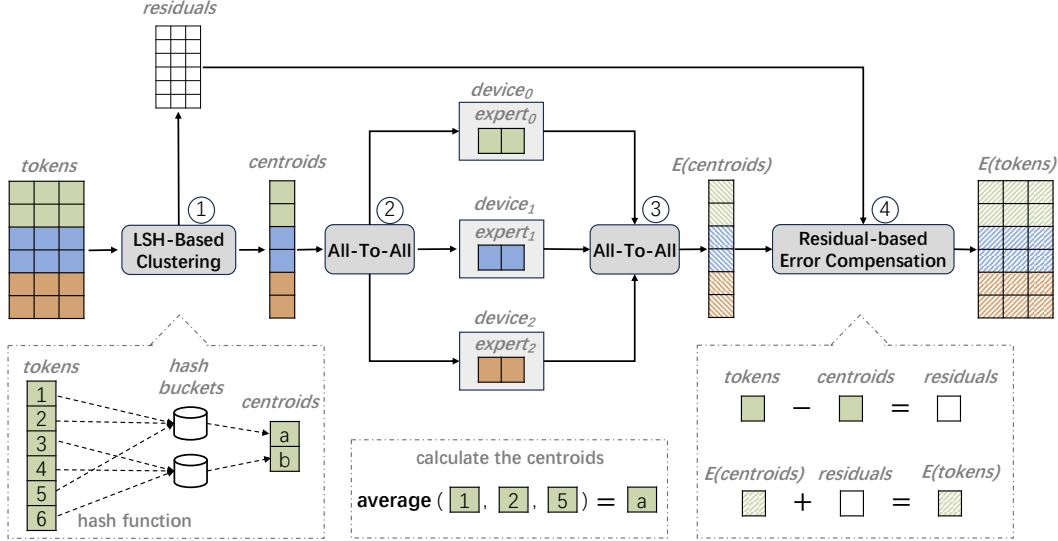 residuals
device0
expert0
tokens
centroids
E(centroids)
E(tokens)
1
2
3
4
device1
expert1
LSH-Based
Clustering
All-To-All
All-To-All
Residual-based
Error Compensation
device2
expert2
tokens
hash
buckets
centroids
1
2
3
4
5
6
a
b
hash function
calculate the centroids
average ( 1 , 2 , 5 ) = a
tokens centroids residuals
− =
E(centroids) residuals E(tokens)
+ =